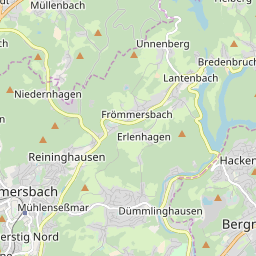 Müllenbach
Unnenberg
Bredenbruch
Lantenbach
Niedernhagen
Frömmersbach
Erlenhagen
Reininghausen
Hacken
mersbach
Mühlenseßmar
Dümmlinghausen
Bergn
erstig Nord